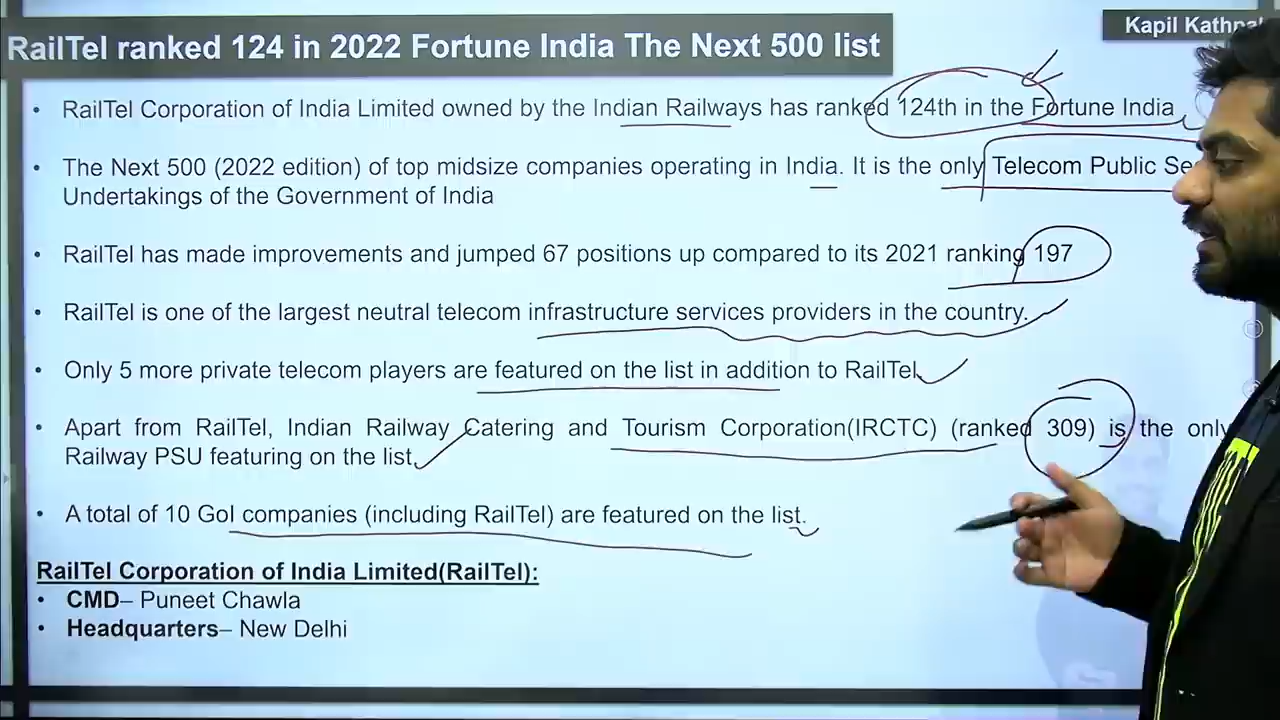 RailTel ranked 124 in 2022 Fortune India The Next 500 list
Kapil
• RailTel Corporation of India Limited owned by the Indian Railways has ranked 124th in the Fortune India
• The Next 500 (2022 edition) of top midsize companies operating in India. It is the only Telecom Public
Undertakings of the Government of India
• RailTel has made improvements and jumped 67 positions up compared to its 2021 ranking 197
• RailTel is one of the largest neutral telecom infrastructure services providers in the country.
• Only 5 more private telecom players are featured on the list in addition to RailTel
• Apart from RailTel, Indian Railway Catering and Tourism Corporation(IRCTC) (ranked 309) is the only
Railway PSU featuring on the list.
• A total of 10 GoI companies (including RailTel) are featured on the list.
RailTel Corporation of India Limited(RailTel):
• CMD– Puneet Chawla
• Headquarters– New Delhi